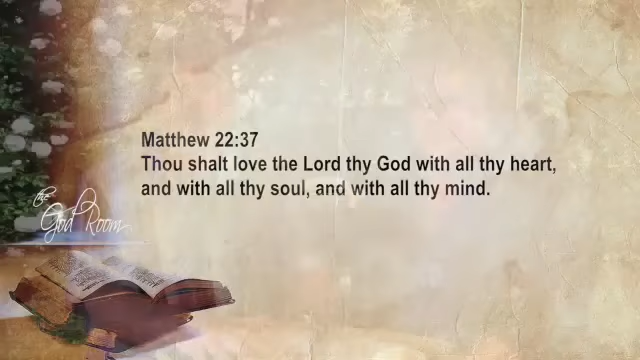 Matthew 22:37
Thou shalt love the Lord thy God with all thy heart,
and with all thy soul, and with all thy mind.
the
God Room